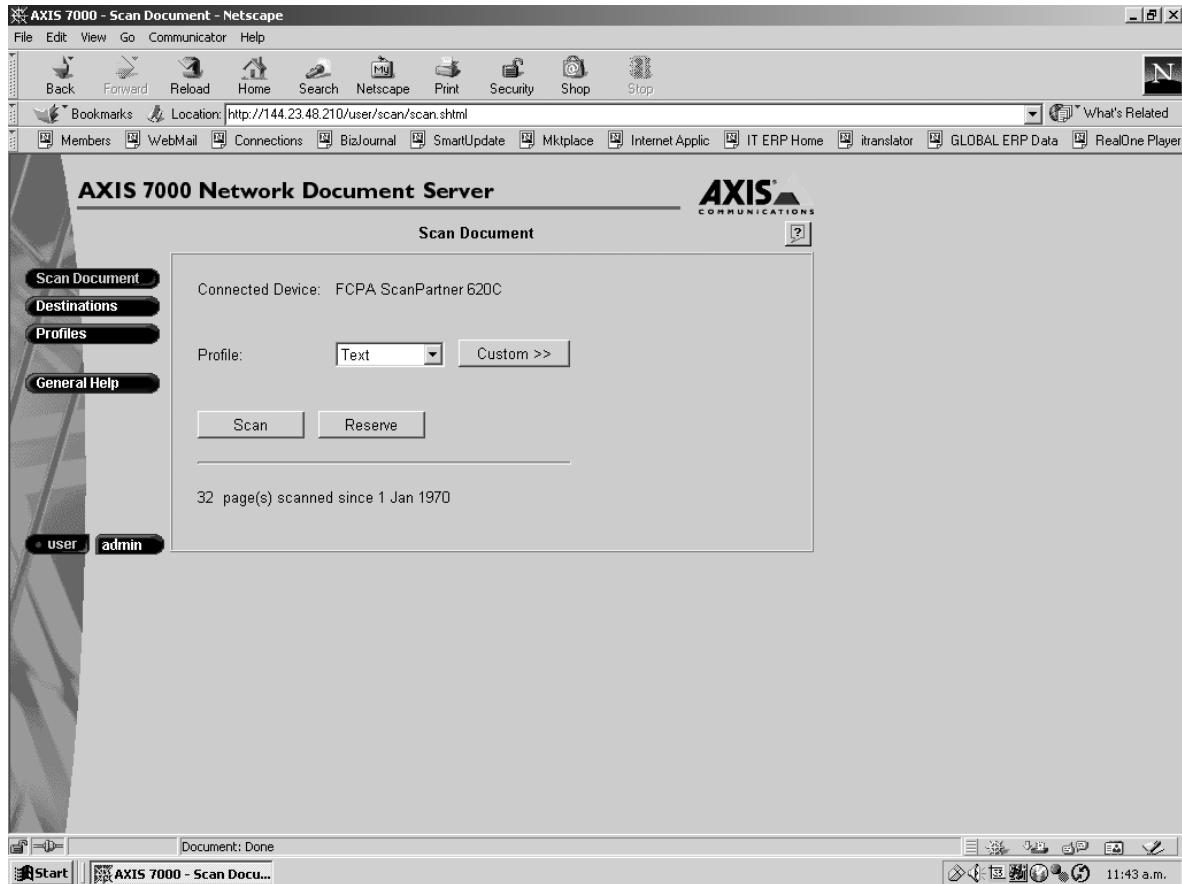 AXIS 7000 - Scan Document - Netscape
File Edit View Go Communicator Help
My
N
Back Forward Reload Home Search Netscape Print Security Shop Stop
Bookmarks Location: http://144.23.48.210/user/scan/scan.shtml What's Related
Members WebMail Connections BizJournal SmartUpdate Mktplace Internet Applic IT ERP Home itranslator GLOBAL ERP Data RealOne Player
AXIS 7000 Network Document Server
AXIS
COMMUNICATIONS
Scan Document ?
Scan Document
Destinations
Profiles
General Help
Connected Device: FCPA ScanPartner 620C
Profile: Text Custom >>
Scan Reserve
32 page(s) scanned since 1 Jan 1970
user admin
Document: Done
Start AXIS 7000 - Scan Docu... 11:43 a.m.